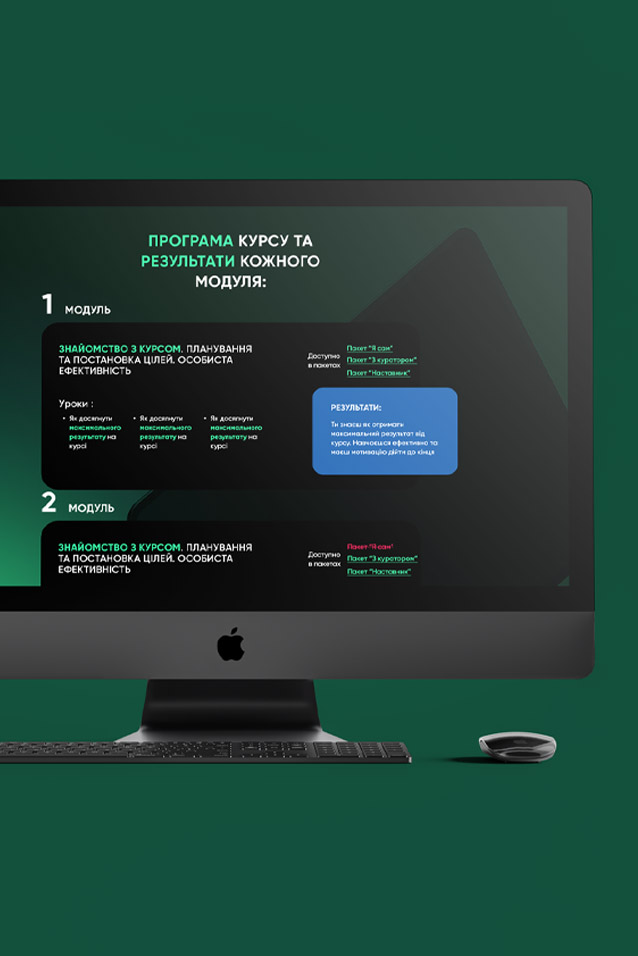 ПРОГРАМА КУРСУ ТА
РЕЗУЛЬТАТИ КОЖНОГО
МОДУЛЯ:
1 МОДУЛЬ
ЗНАЙОМСТВО З КУРСОМ. ПЛАНУВАННЯ
ТА ПОСТАНОВКА ЦІЛЕЙ. ОСОБИСТА
ЕФЕКТИВНІСТЬ
Доступно
в пакетах
Пакет "Я сам"
Пакет "З куратором"
Пакет "Наставник"
Уроки :
• Як досягнути
максимального
результату на
курсі
• Як досягнути
максимального
результату на
курсі
• Як досягнути
максимального
результату на
курсі
РЕЗУЛЬТАТИ:
Ти знаєш як отримати
максимальний результат від
курсу. Навчаєшся ефективно та
маєш мотивацію дійти до кінця
2 МОДУЛЬ
ЗНАЙОМСТВО З КУРСОМ. ПЛАНУВАННЯ
ТА ПОСТАНОВКА ЦІЛЕЙ. ОСОБИСТА
ЕФЕКТИВНІСТЬ
Доступно
в пакетах
Пакет "Я сам"
Пакет "З куратором"
Пакет "Наставник"